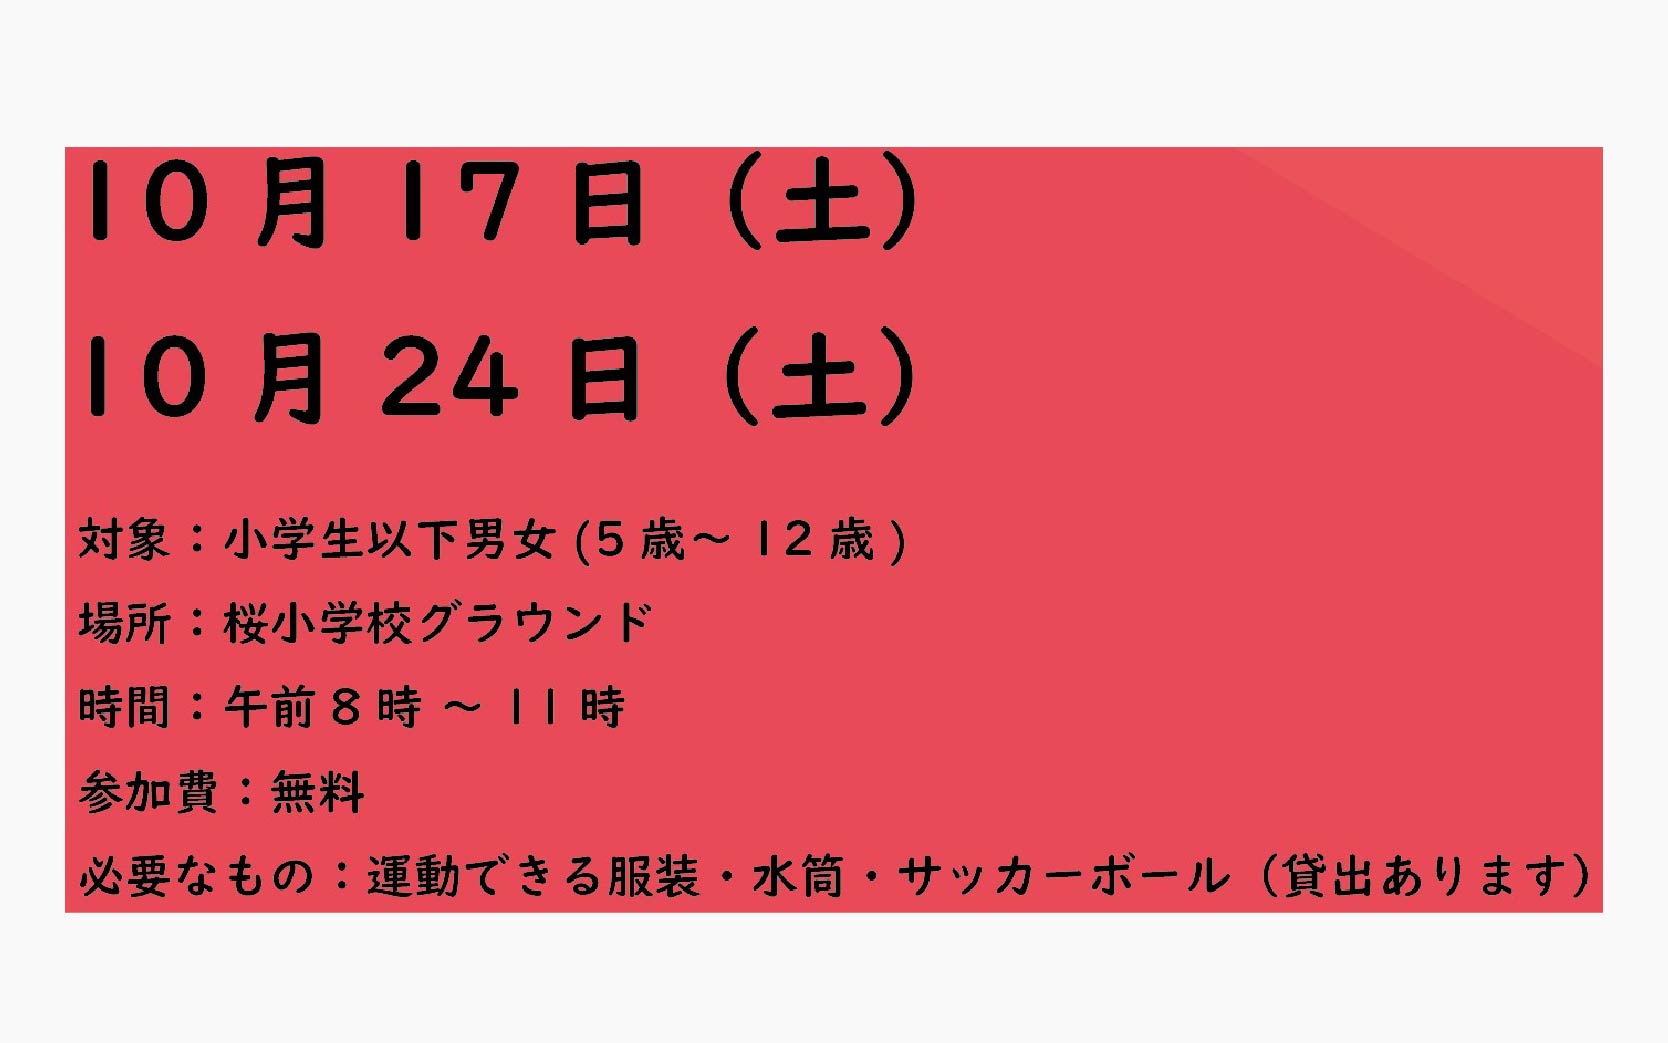 10月17日（土）
10月24日（土）
対象：小学生以下男女(5歳～12歳)
場所：桜小学校グラウンド
時間：午前8時～11時
参加費：無料
必要なもの：運動できる服装・水筒・サッカーボール（貸出あります）